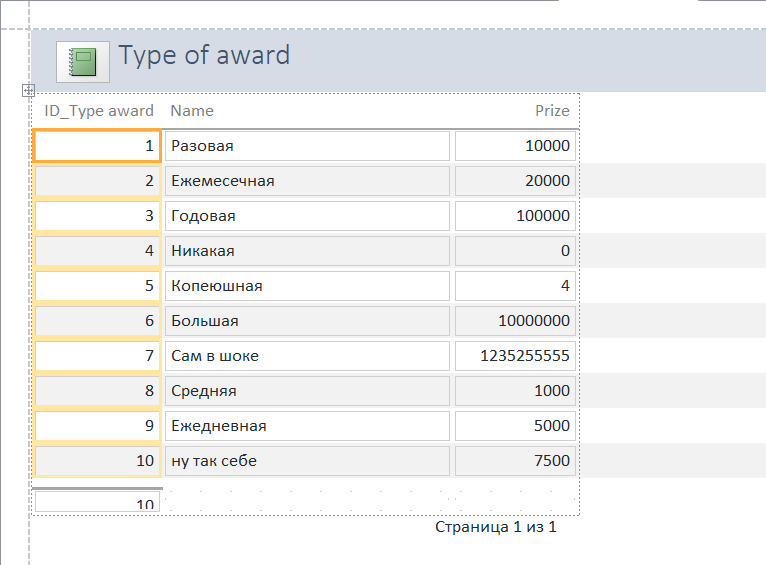 Type of award
ID_Type award Name Prize
1 Разовая 10000
2 Ежемесечная 20000
3 Годовая 100000
4 Никакая 0
5 Копеюшная 4
6 Большая 10000000
7 Сам в шоке 1235255555
8 Средняя 1000
9 Ежедневная 5000
10 ну так себе 7500
10
Страница 1 из 1